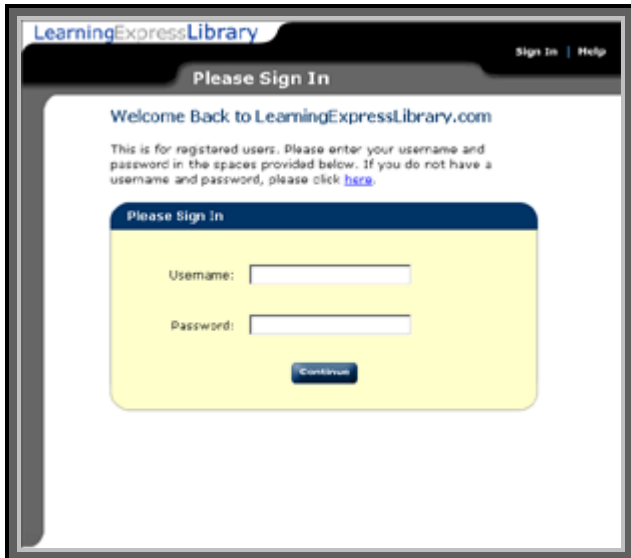 LearningExpressLibrary
Sign In | Help
Please Sign In
Welcome Back to LearningExpressLibrary.com
This is for registered users. Please enter your username and
password in the spaces provided below. If you do not have a
username and password, please click here.
Please Sign In
Username:
Password:
Continue